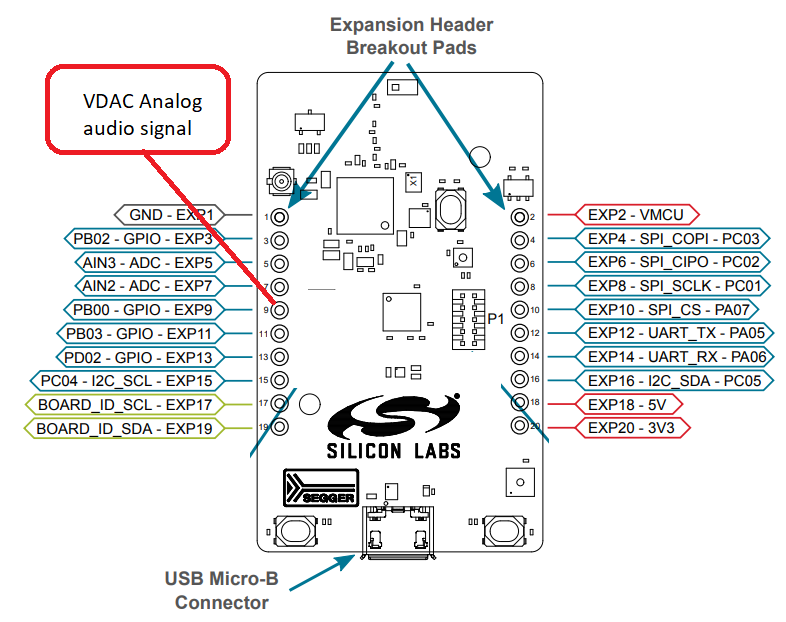 Expansion Header
Breakout Pads
VDAC Analog
audio signal
X1
GND - EXP1
1
2
EXP2 - VMCU
PB02 - GPIO - EXP3
3
4
EXP4 - SPI_COPI - PC03
AIN3 - ADC - EXP5
5
6
EXP6 - SPI_CIPO - PC02
AIN2 - ADC - EXP7
7
8
EXP8 - SPI_SCLK - PC01
PB00 - GPIO - EXP9
9
10
EXP10 - SPI_CS - PA07
P1
PB03 - GPIO - EXP11
11
12
EXP12 - UART_TX - PA05
PD02 - GPIO - EXP13
13
14
EXP14 - UART_RX - PA06
PC04 - I2C_SCL - EXP15
15
16
EXP16 - I2C_SDA - PC05
BOARD_ID_SCL - EXP17
17
18
EXP18 - 5V
BOARD_ID_SDA - EXP19
19
20
EXP20 - 3V3
SILICON LABS
SEGGER
USB Micro-B
Connector